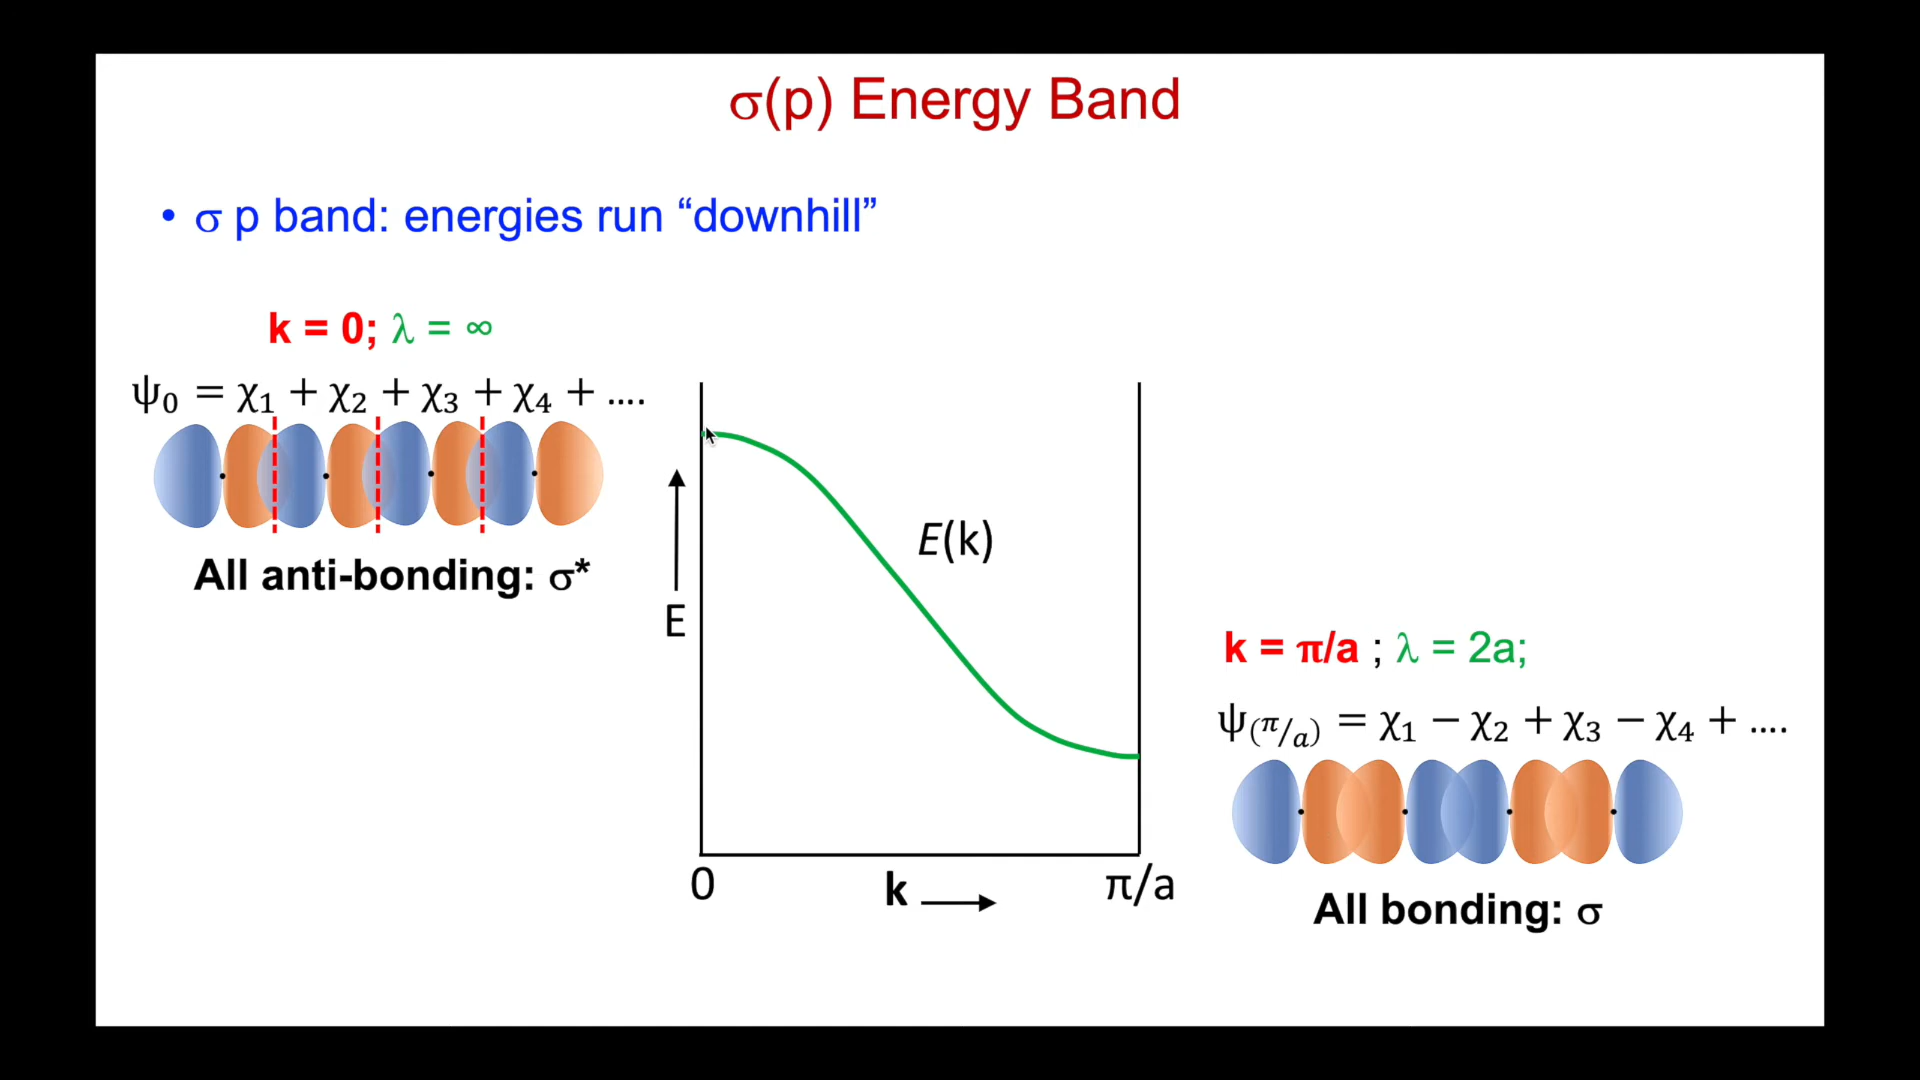 σ(p) Energy Band
• σ p band: energies run “downhill”
k = 0; λ = ∞
ψ₀ = χ₁ + χ₂ + χ₃ + χ₄ + ....
All anti-bonding: σ*
E(k)
E
k = π/a ; λ = 2a;
ψ₍π/ₐ₎ = χ₁ − χ₂ + χ₃ − χ₄ + ....
0
k
π/a
All bonding: σ